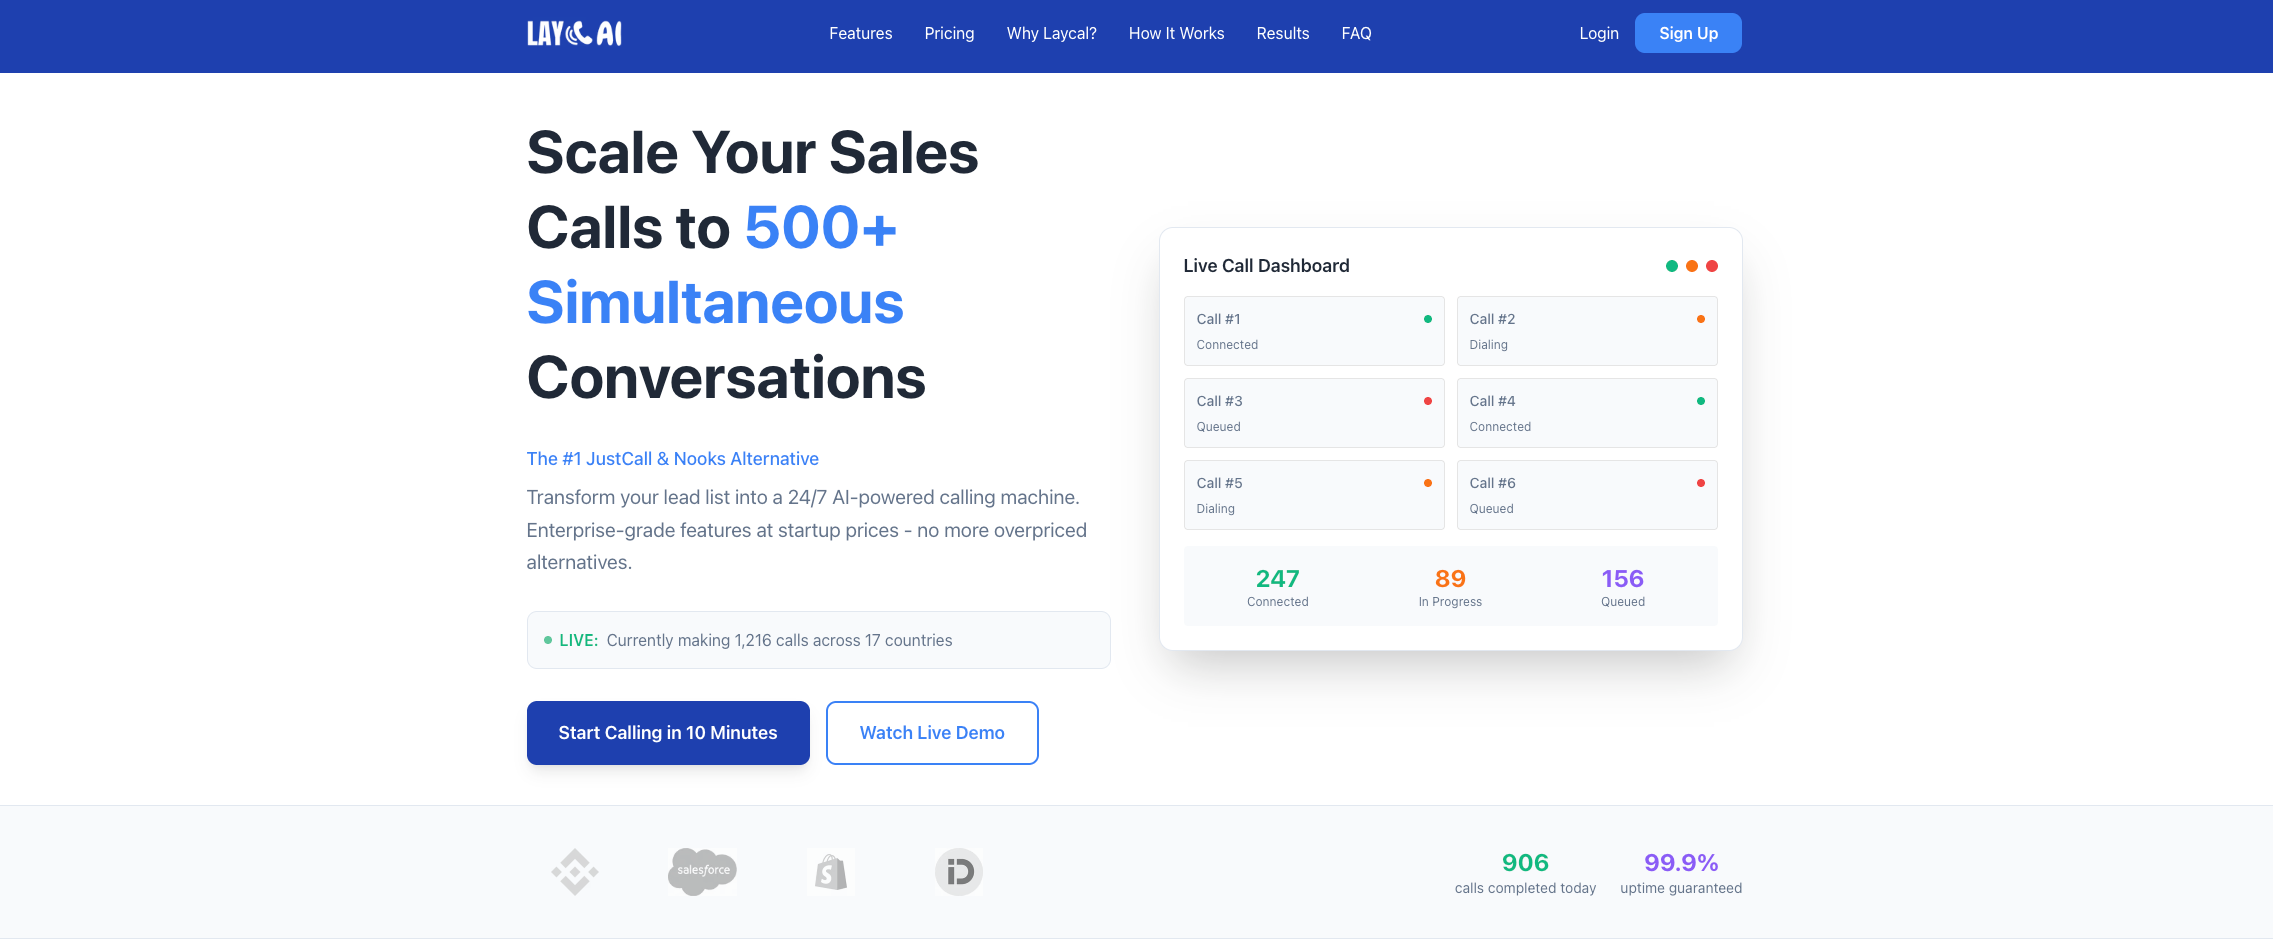 LAYCAL AI
Features
Pricing
Why Laycal?
How It Works
Results
FAQ
Login
Sign Up
Scale Your Sales
Calls to 500+
Simultaneous
Conversations
The #1 JustCall & Nooks Alternative
Transform your lead list into a 24/7 AI-powered calling machine.
Enterprise-grade features at startup prices - no more overpriced
alternatives.
LIVE: Currently making 1,216 calls across 17 countries
Start Calling in 10 Minutes
Watch Live Demo
Live Call Dashboard
Call #1
Connected
Call #2
Dialing
Call #3
Queued
Call #4
Connected
Call #5
Dialing
Call #6
Queued
247
Connected
89
In Progress
156
Queued
salesforce
S
iD
906
calls completed today
99.9%
uptime guaranteed